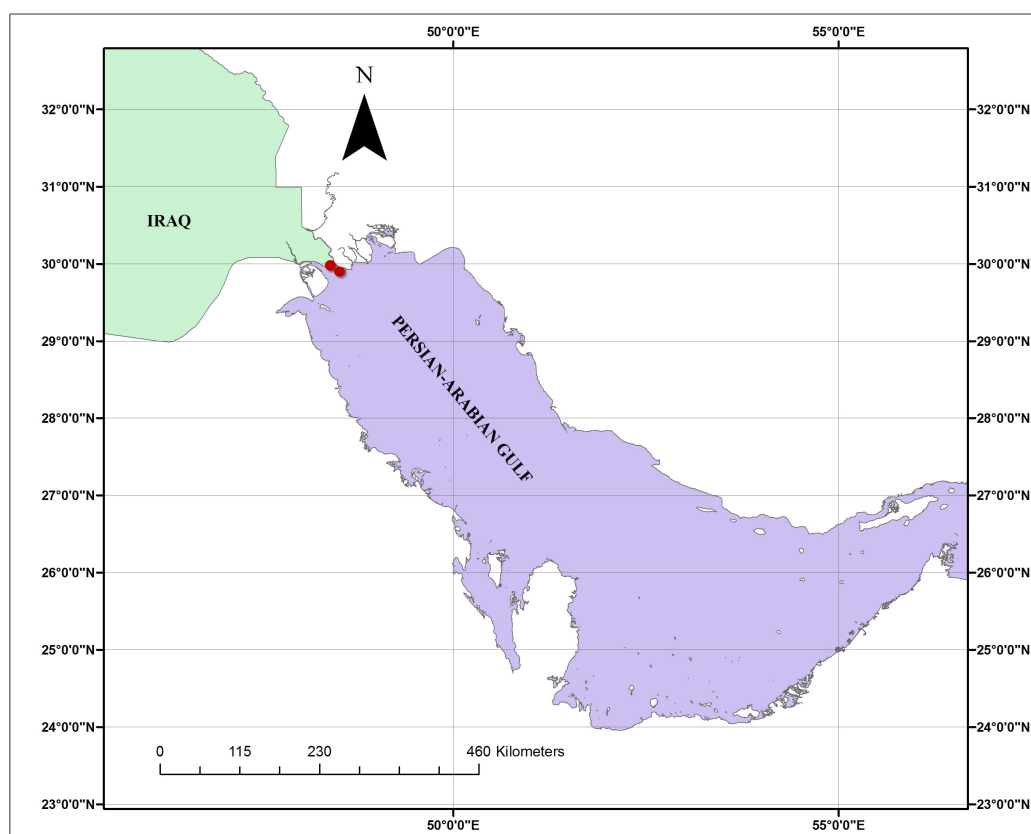 50°0'0"E 55°0'0"E
N
32°0'0"N 32°0'0"N
31°0'0"N 31°0'0"N
IRAQ
30°0'0"N 30°0'0"N
29°0'0"N 29°0'0"N
PERSIAN-ARABIAN GULF
28°0'0"N 28°0'0"N
27°0'0"N 27°0'0"N
26°0'0"N 26°0'0"N
25°0'0"N 25°0'0"N
24°0'0"N 24°0'0"N
0 115 230 460 Kilometers
23°0'0"N 23°0'0"N
50°0'0"E 55°0'0"E